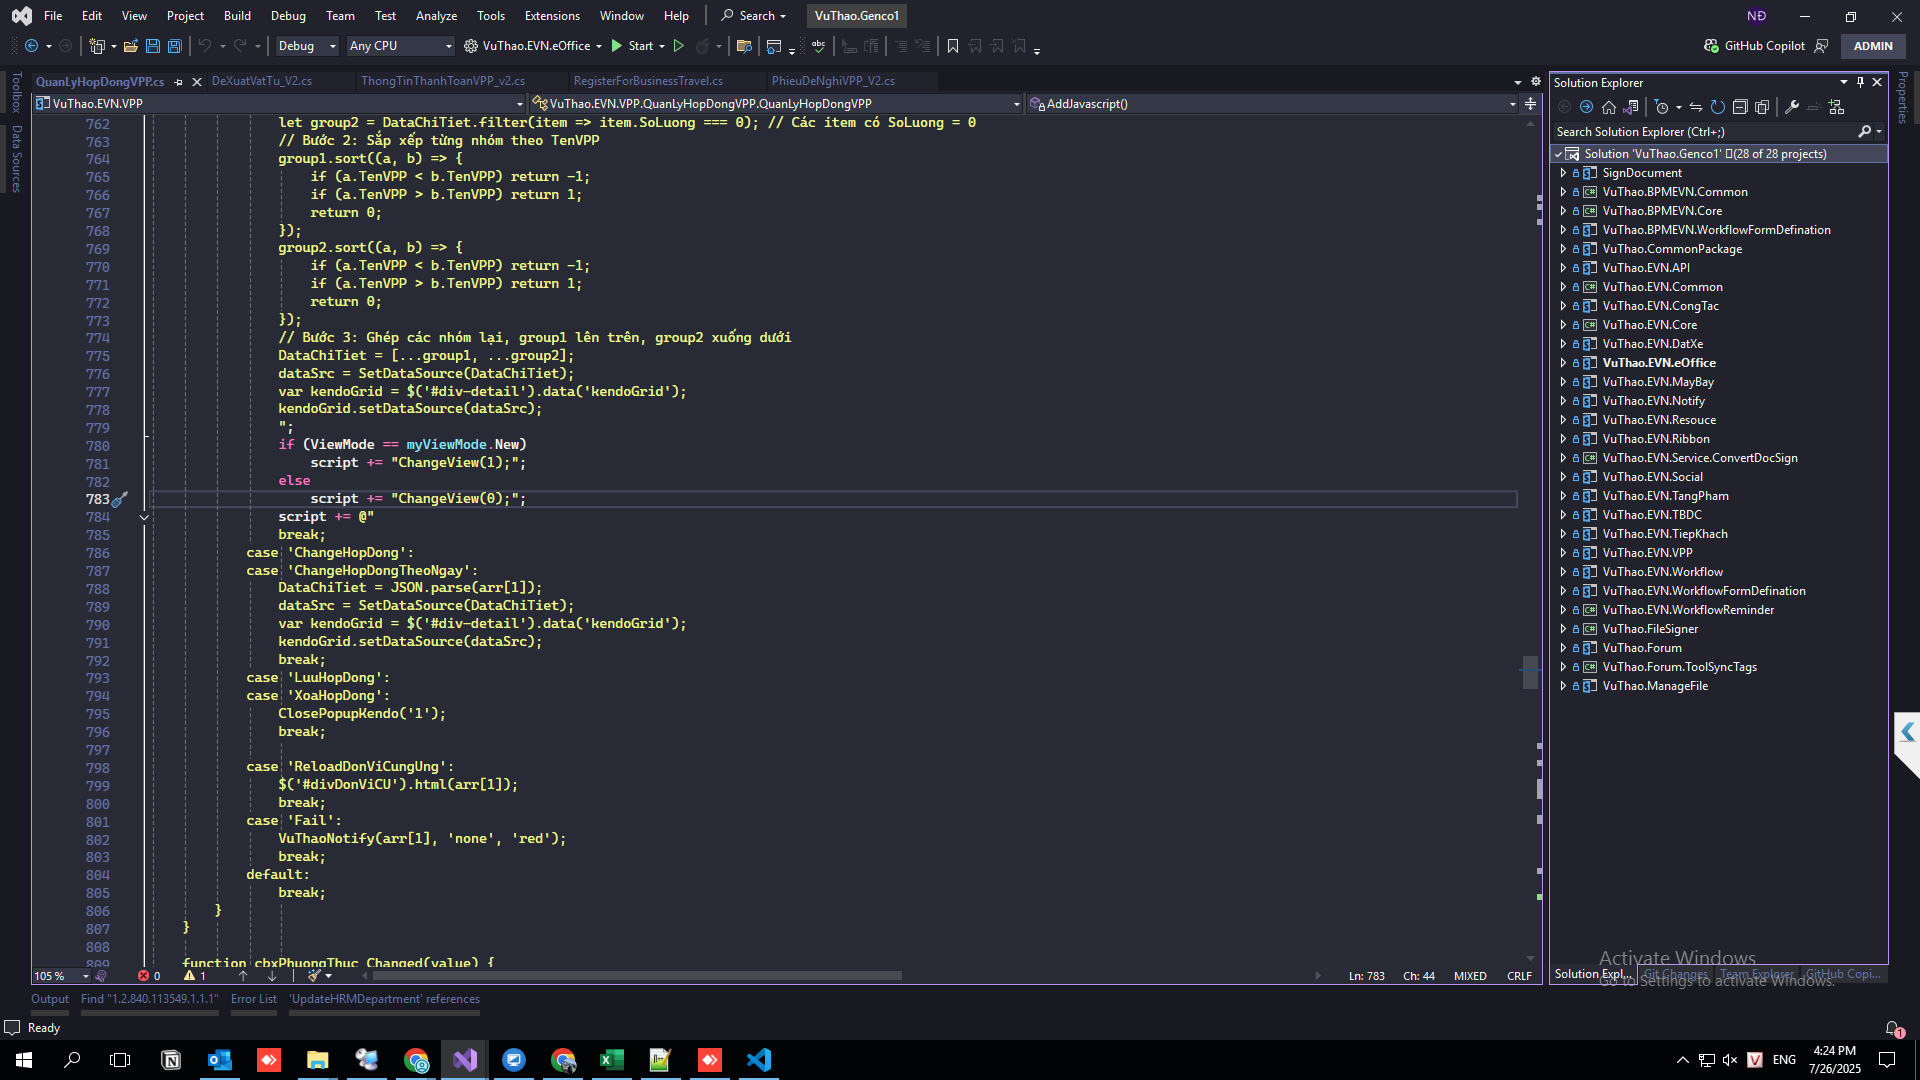 File Edit View Project Build Debug Team Test Analyze Tools Extensions Window Help Search VuThao.Genco1 NĐ
Debug Any CPU VuThao.EVN.eOffice Start GitHub Copilot ADMIN
Toolbox
Data Sources
QuanLyHopDongVPP.cs DeXuatVatTu_V2.cs ThongTinThanhToanVPP_v2.cs RegisterForBusinessTravel.cs PhieuDeNghiVPP_V2.cs
VuThao.EVN.VPP VuThao.EVN.VPP.QuanLyHopDongVPP.QuanLyHopDongVPP AddJavascript()
762 let group2 = DataChiTiet.filter(item => item.SoLuong === 0); // Các item có SoLuong = 0
763 // Bước 2: Sắp xếp từng nhóm theo TenVPP
764 group1.sort((a, b) => {
765 if (a.TenVPP < b.TenVPP) return -1;
766 if (a.TenVPP > b.TenVPP) return 1;
767 return 0;
768 });
769 group2.sort((a, b) => {
770 if (a.TenVPP < b.TenVPP) return -1;
771 if (a.TenVPP > b.TenVPP) return 1;
772 return 0;
773 });
774 // Bước 3: Ghép các nhóm lại, group1 lên trên, group2 xuống dưới
775 DataChiTiet = [...group1, ...group2];
776 dataSrc = SetDataSource(DataChiTiet);
777 var kendoGrid = $('#div-detail').data('kendoGrid');
778 kendoGrid.setDataSource(dataSrc);
779 ";
780 if (ViewMode == myViewMode.New)
781 script += "ChangeView(1);";
782 else
783 script += "ChangeView(0);";
784 script += @"
785 break;
786 case 'ChangeHopDong':
787 case 'ChangeHopDongTheoNgay':
788 DataChiTiet = JSON.parse(arr[1]);
789 dataSrc = SetDataSource(DataChiTiet);
790 var kendoGrid = $('#div-detail').data('kendoGrid');
791 kendoGrid.setDataSource(dataSrc);
792 break;
793 case 'LuuHopDong':
794 case 'XoaHopDong':
795 ClosePopupKendo('1');
796 break;
797
798 case 'ReloadDonViCungUng':
799 $('#divDonViCU').html(arr[1]);
800 break;
801 case 'Fail':
802 VuThaoNotify(arr[1], 'none', 'red');
803 break;
804 default:
805 break;
806 }
807 }
808
809 function cbxPhuongThuc_Changed(value) {
105 % 0 1 Ln: 783 Ch: 44 MIXED CRLF
Output Find "1.2.840.113549.1.1.1" Error List 'UpdateHRMDepartment' references
Ready
Solution Explorer
Search Solution Explorer (Ctrl+;)
Solution 'VuThao.Genco1' (28 of 28 projects)
SignDocument
VuThao.BPMEVN.Common
VuThao.BPMEVN.Core
VuThao.BPMEVN.WorkflowFormDefination
VuThao.CommonPackage
VuThao.EVN.API
VuThao.EVN.Common
VuThao.EVN.CongTac
VuThao.EVN.Core
VuThao.EVN.DatXe
VuThao.EVN.eOffice
VuThao.EVN.MayBay
VuThao.EVN.Notify
VuThao.EVN.Resouce
VuThao.EVN.Ribbon
VuThao.EVN.Service.ConvertDocSign
VuThao.EVN.Social
VuThao.EVN.TangPham
VuThao.EVN.TBDC
VuThao.EVN.TiepKhach
VuThao.EVN.VPP
VuThao.EVN.Workflow
VuThao.EVN.WorkflowFormDefination
VuThao.EVN.WorkflowReminder
VuThao.FileSigner
VuThao.Forum
VuThao.Forum.ToolSyncTags
VuThao.ManageFile
Solution Expl... Git Changes Team Explorer GitHub Copi...
Properties
Activate Windows
Go to Settings to activate Windows.
1
ENG 4:24 PM
7/26/2025